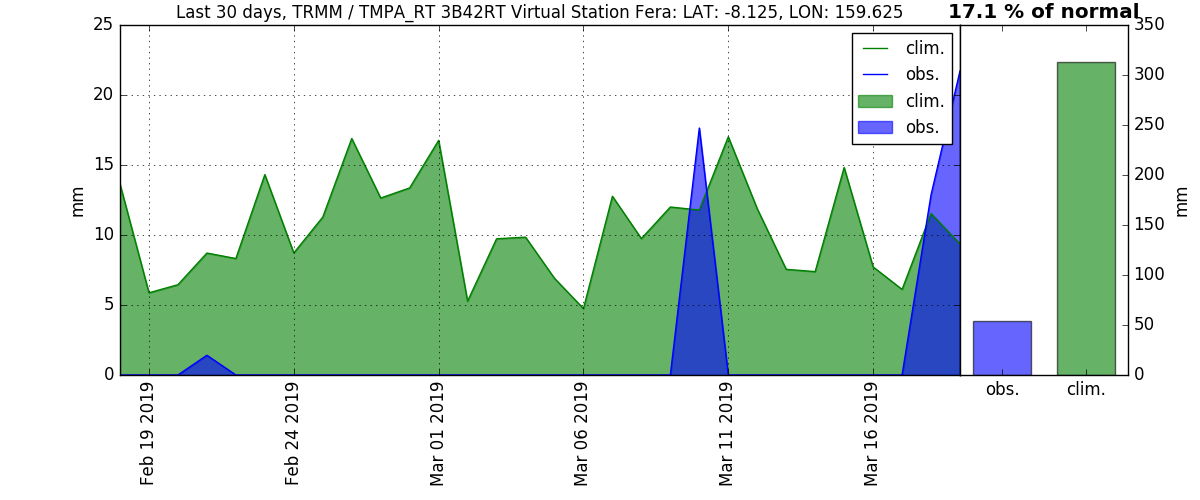 Last 30 days, TRMM / TMPA_RT 3B42RT Virtual Station Fera: LAT: -8.125, LON: 159.625
17.1 % of normal
25
20
15
10
5
0
mm
clim.
obs.
clim.
obs.
350
300
250
200
150
100
50
0
mm
Feb 19 2019
Feb 24 2019
Mar 01 2019
Mar 06 2019
Mar 11 2019
Mar 16 2019
obs.
clim.